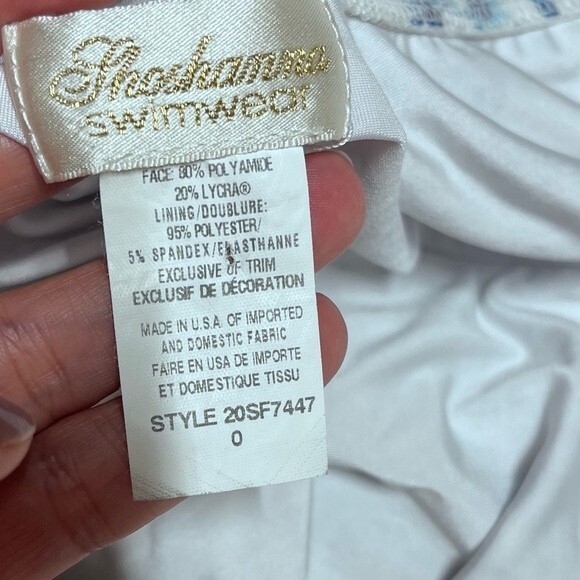 Shoshanna
swimwear
FACE: 80% POLYAMIDE
20% LYCRA®
LINING/DOUBLURE:
95% POLYESTER/
5% SPANDEX/ELASTHANNE
EXCLUSIVE OF TRIM
EXCLUSIF DE DÉCORATION
MADE IN U.S.A. OF IMPORTED
AND DOMESTIC FABRIC
FAIRE EN USA DE IMPORTE
ET DOMESTIQUE TISSU
STYLE 20SF7447
0